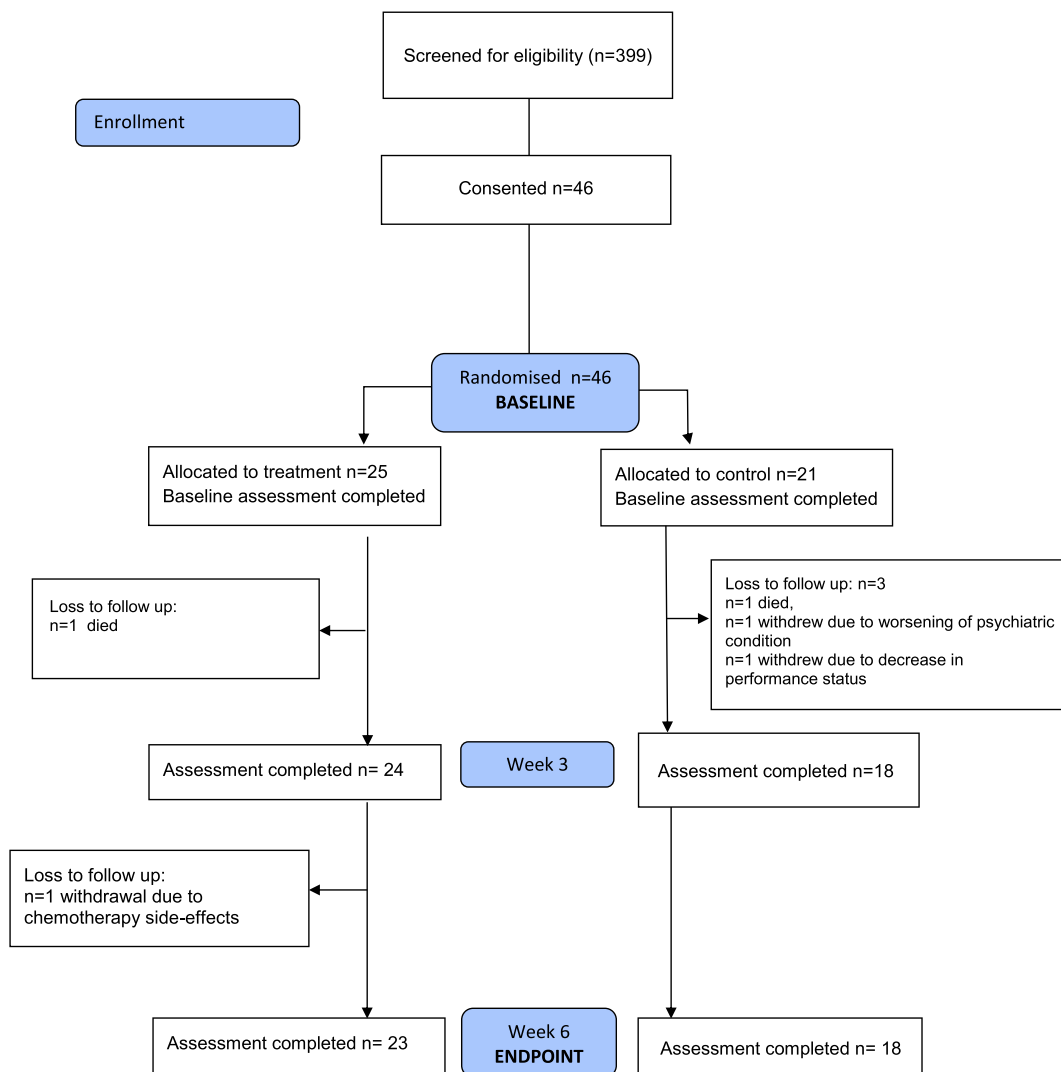 Screened for eligibility (n=399)
Enrollment
Consented n=46
Randomised n=46
BASELINE
Allocated to treatment n=25
Baseline assessment completed
Allocated to control n=21
Baseline assessment completed
Loss to follow up:
n=1 died
Loss to follow up: n=3
n=1 died,
n=1 withdrew due to worsening of psychiatric
condition
n=1 withdrew due to decrease in
performance status
Assessment completed n= 24
Week 3
Assessment completed n=18
Loss to follow up:
n=1 withdrawal due to
chemotherapy side-effects
Assessment completed n= 23
Week 6
ENDPOINT
Assessment completed n= 18